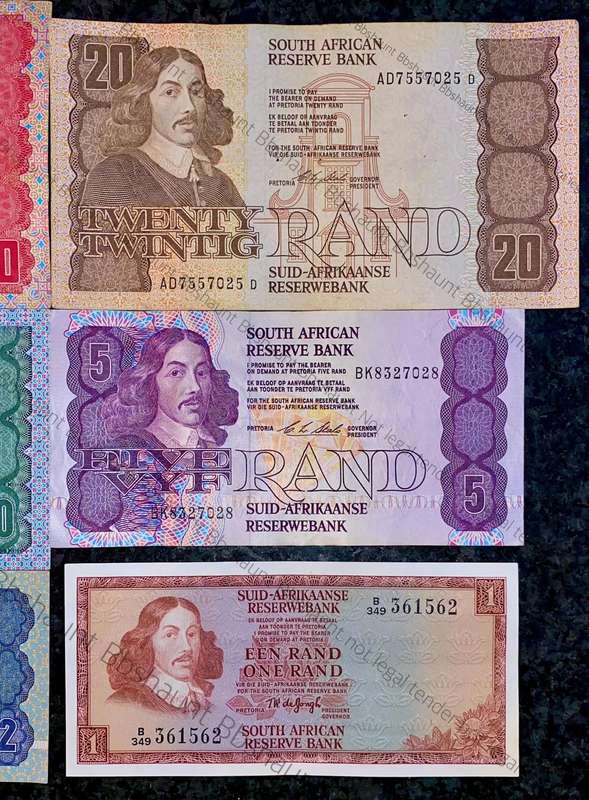 20
SOUTH AFRICAN
RESERVE BANK
AD7557025 D
I PROMISE TO PAY
THE BEARER ON DEMAND
AT PRETORIA TWENTY RAND
EK BELOOF OP AANVRAAG
TE BETAAL AAN TOONDER
TE PRETORIA TWINTIG RAND
FOR THE SOUTH AFRICAN RESERVE BANK
VIR DIE SUID-AFRIKAANSE RESERWEBANK
PRETORIA GOVERNOR
PRESIDENT
TWENTY
TWINTIG
RAND
20
AD7557025 D
SUID-AFRIKAANSE
RESERWEBANK
0
5
SOUTH AFRICAN
RESERVE BANK
I PROMISE TO PAY THE BEARER
ON DEMAND AT PRETORIA FIVE RAND
BK8327028
EK BELOOF OP AANVRAAG TE BETAAL
AAN TOONDER TE PRETORIA VYF RAND
FOR THE SOUTH AFRICAN RESERVE BANK
VIR DIE SUID-AFRIKAANSE RESERWEBANK
PRETORIA GOVERNOR
PRESIDENT
FIVE
VYF
RAND
5
BK8327028
SUID-AFRIKAANSE
RESERWEBANK
0
SUID-AFRIKAANSE
RESERWEBANK
B/349 361562
1
EK BELOOF OP AANVRAAG TE BETAAL
AAN TOONDER TE PRETORIA
I PROMISE TO PAY THE BEARER
ON DEMAND AT PRETORIA
EEN RAND
ONE RAND
VIR DIE SUID-AFRIKAANSE RESERWEBANK
FOR THE SOUTH AFRICAN RESERVE BANK
PRETORIA PRESIDENT
GOVERNOR
B/349 361562
1
SOUTH AFRICAN
RESERVE BANK
2
Bbshaunt Not legal tender